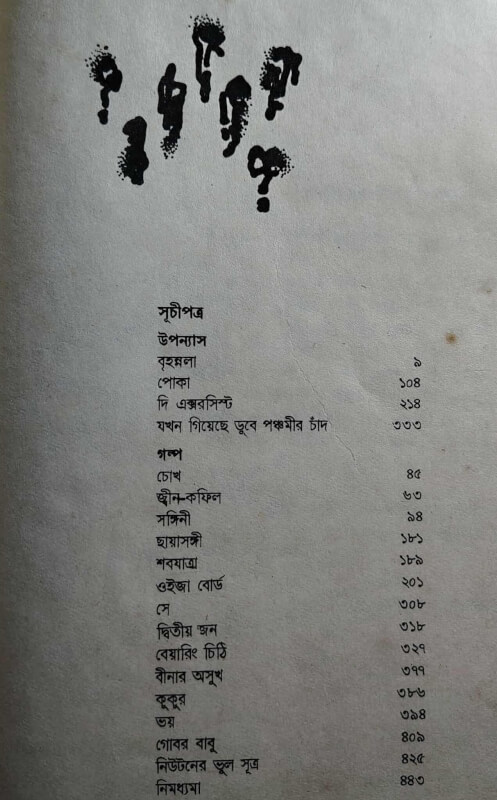 সূচীপত্র
উপন্যাস
বৃহন্নলা ৯
পোকা ১০৪
দি এক্সরসিস্ট ২১৪
যখন গিয়েছে ডুবে পঞ্চমীর চাঁদ ৩৩৩
গল্প
চোখ ৪৫
জ্বীন-কফিল ৬৩
সঙ্গিনী ৯৪
ছায়াসঙ্গী ১৮১
শবযাত্রা ১৮৯
ওইজা বোর্ড ২০১
সে ৩০৮
দ্বিতীয় জন ৩১৮
বেয়ারিং চিঠি ৩২৭
বীনার অসুখ ৩৭৭
কুকুর ৩৮৬
ভয় ৩৯৪
গোবর বাবু ৪০৯
নিউটনের ভুল সূত্র ৪২৫
নিমধ্যমা ৪৪৩